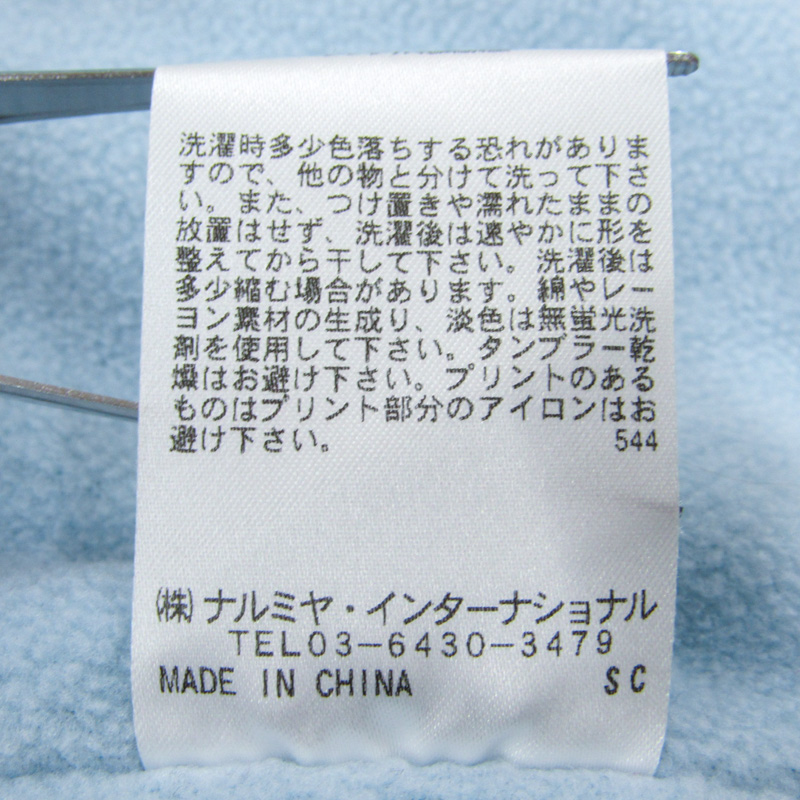 洗濯時多少色落ちする恐れがありま
すので、他の物と分けて洗って下さ
い。また、つけ置きや濡れたままの
放置はせず、洗濯後は速やかに形を
整えてから干して下さい。洗濯後は
多少縮む場合があります。綿やレー
ヨン素材の生成り、淡色は無蛍光洗
剤を使用して下さい。タンブラー乾
燥はお避け下さい。プリントのある
ものはプリント部分のアイロンはお
避け下さい。 544
㈱ナルミヤ・インターナショナル
TEL03-6430-3479
MADE IN CHINA SC